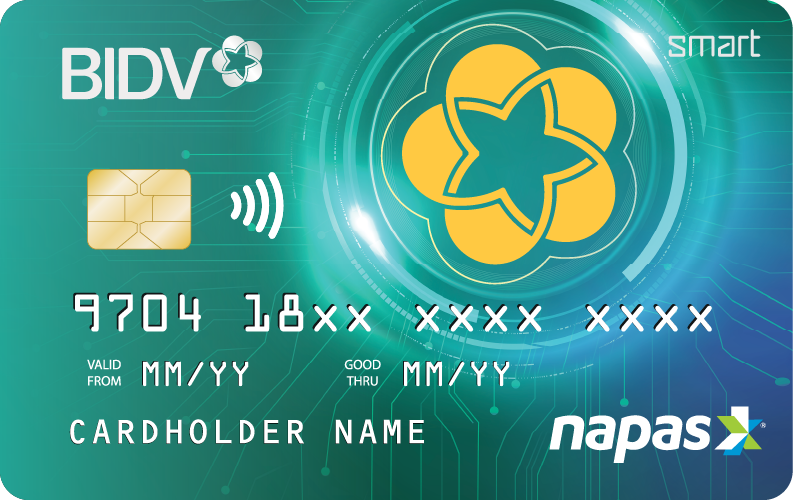 BIDV
smart
9704 18xx xxxx xxxx
VALID FROM MM/YY GOOD THRU MM/YY
CARDHOLDER NAME
napas®